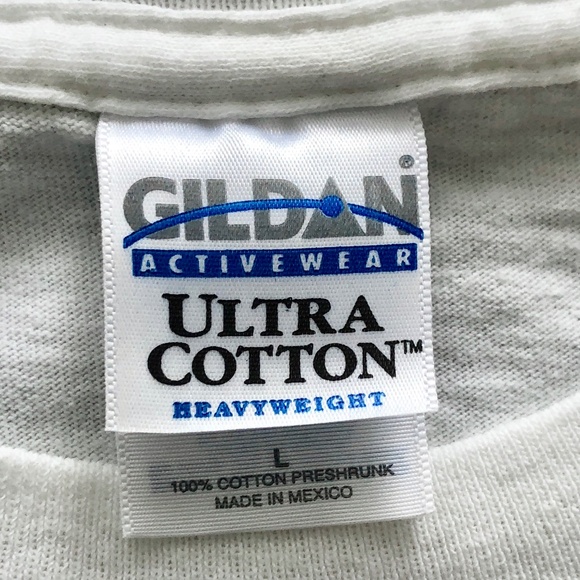 GILDAN®
ACTIVEWEAR
ULTRA
COTTON™
HEAVYWEIGHT
L
100% COTTON PRESHRUNK
MADE IN MEXICO